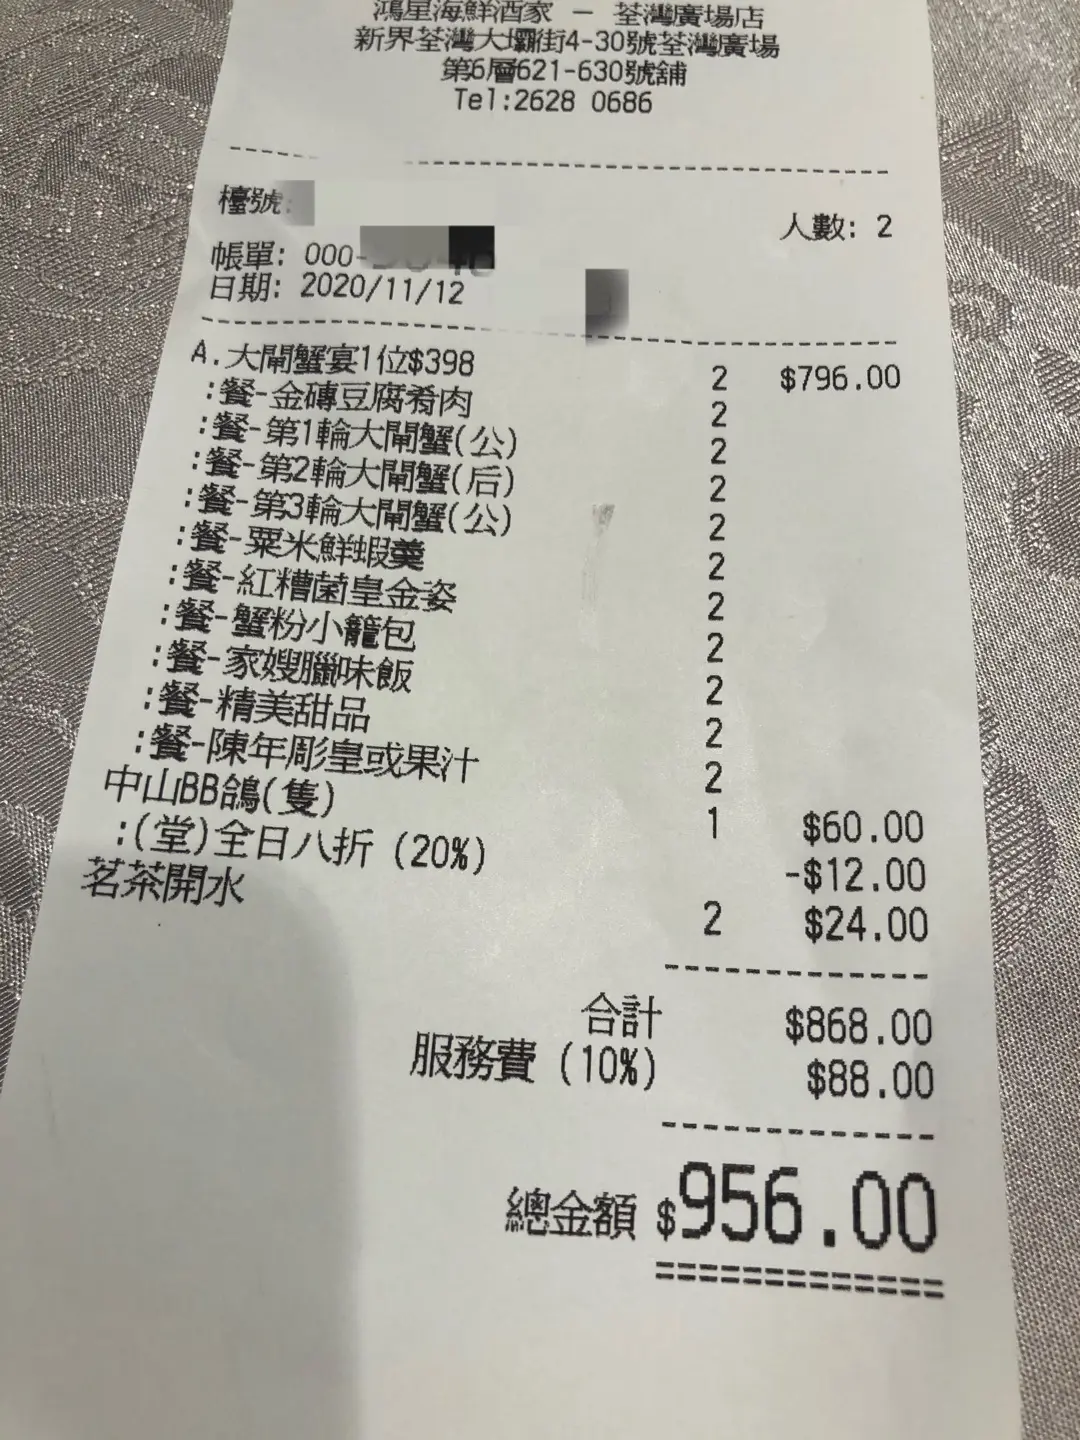 鴻星海鮮酒家 - 荃灣廣場店
新界荃灣大壩街4-30號荃灣廣場
第6層621-630號舖
Tel:2628 0686
檯號:
人數: 2
帳單: 000-
日期: 2020/11/12
A.大閘蟹宴1位$398 2 $796.00
:餐-金磚豆腐肴肉 2
:餐-第1輪大閘蟹(公) 2
:餐-第2輪大閘蟹(后) 2
:餐-第3輪大閘蟹(公) 2
:餐-粟米鮮蝦羹 2
:餐-紅糟菌皇金姿 2
:餐-蟹粉小籠包 2
:餐-家嫂臘味飯 2
:餐-精美甜品 2
:餐-陳年彫皇或果汁 2
中山BB鴿(隻) 1 $60.00
:(堂)全日八折 (20%) -$12.00
茗茶開水 2 $24.00
合計 $868.00
服務費 (10%) $88.00
總金額 $956.00